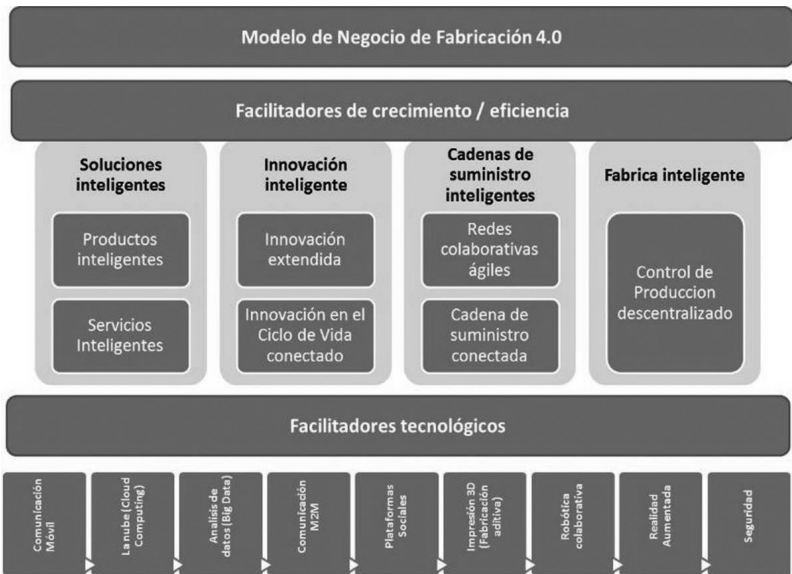 Modelo de Negocio de Fabricación 4.0
Facilitadores de crecimiento / eficiencia
Soluciones
inteligentes
Productos
inteligentes
Servicios
Inteligentes
Innovación
inteligente
Innovación
extendida
Innovación en el
Ciclo de Vida
conectado
Cadenas de
suministro
inteligentes
Redes
colaborativas
ágiles
Cadena de
suministro
conectada
Fabrica inteligente
Control de
Produccion
descentralizado
Facilitadores tecnológicos
Comunicación
Móvil
La nube (Cloud
Computing)
Analisis de
datos (Big Data)
Comunicación
M2M
Plataformas
Sociales
Impresión 3D
(Fabricación
aditiva)
Robótica
colaborativa
Realidad
Aumentada
Seguridad